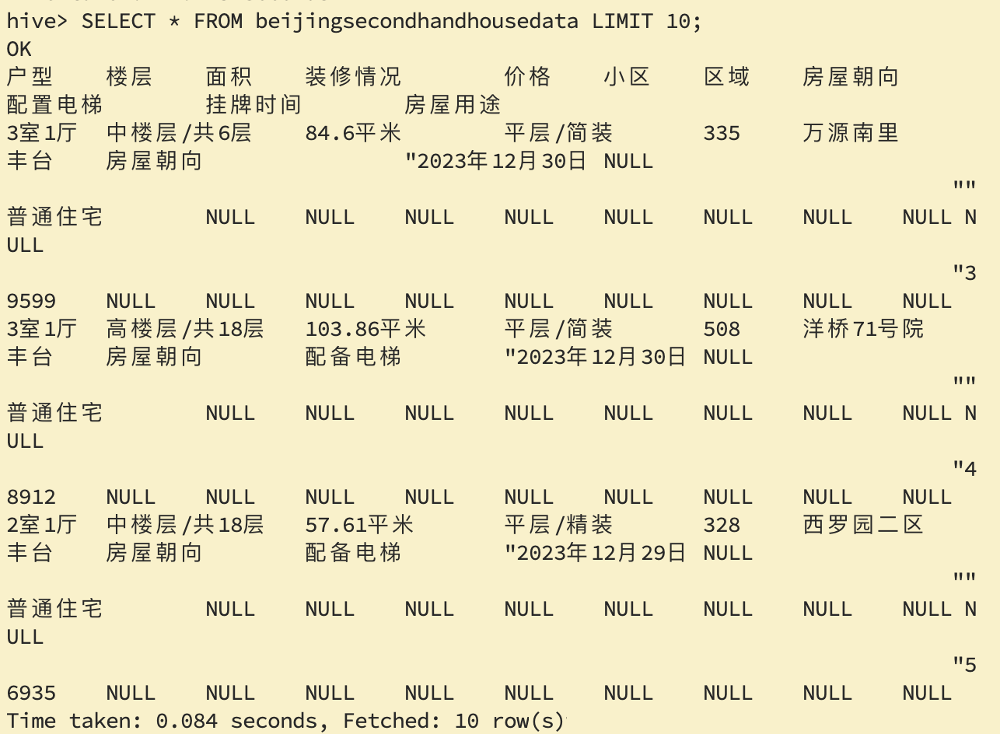 hive> SELECT * FROM beijingsecondhandhousedata LIMIT 10;
OK
户型 楼层 面积 装修情况 价格 小区 区域 房屋朝向
配置电梯 挂牌时间 房屋用途
3室1厅 中楼层/共6层 84.6平米 平层/简装 335 万源南里
丰台 房屋朝向 "2023年12月30日 NULL
""
普通住宅 NULL NULL NULL NULL NULL NULL NULL NULL N
ULL
"3
9599 NULL NULL NULL NULL NULL NULL NULL NULL NULL
3室1厅 高楼层/共18层 103.86平米 平层/简装 508 洋桥71号院
丰台 房屋朝向 配备电梯 "2023年12月30日 NULL
""
普通住宅 NULL NULL NULL NULL NULL NULL NULL NULL N
ULL
"4
8912 NULL NULL NULL NULL NULL NULL NULL NULL NULL
2室1厅 中楼层/共18层 57.61平米 平层/精装 328 西罗园二区
丰台 房屋朝向 配备电梯 "2023年12月29日 NULL
""
普通住宅 NULL NULL NULL NULL NULL NULL NULL NULL N
ULL
"5
6935 NULL NULL NULL NULL NULL NULL NULL NULL NULL
Time taken: 0.084 seconds, Fetched: 10 row(s)